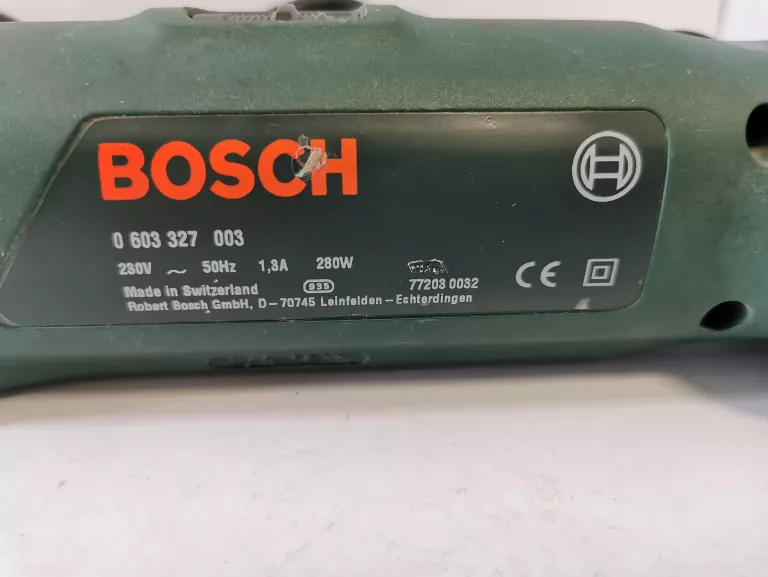 BOSCH
0 603 327 003
230V ~ 50Hz 1,3A 280W
Made in Switzerland 935 77203 0032
Robert Bosch GmbH, D-70745 Leinfelden-Echterdingen
CE